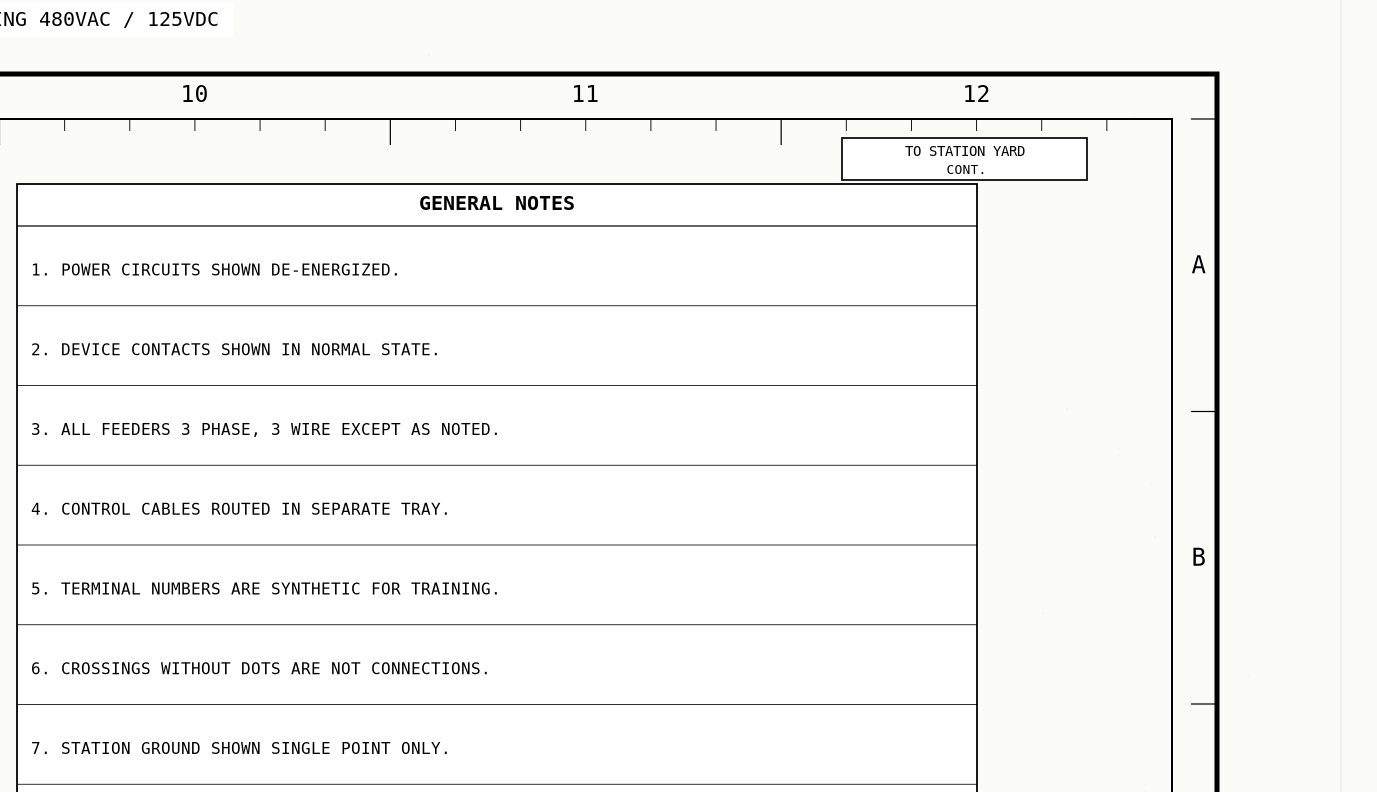 NG 480VAC / 125VDC
10 11 12
TO STATION YARD
CONT.
GENERAL NOTES
1. POWER CIRCUITS SHOWN DE-ENERGIZED.
A
2. DEVICE CONTACTS SHOWN IN NORMAL STATE.
3. ALL FEEDERS 3 PHASE, 3 WIRE EXCEPT AS NOTED.
4. CONTROL CABLES ROUTED IN SEPARATE TRAY.
B
5. TERMINAL NUMBERS ARE SYNTHETIC FOR TRAINING.
6. CROSSINGS WITHOUT DOTS ARE NOT CONNECTIONS.
7. STATION GROUND SHOWN SINGLE POINT ONLY.